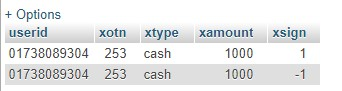 + Options
userid xotn xtype xamount xsign
01738089304 253 cash 1000 1
01738089304 253 cash 1000 -1